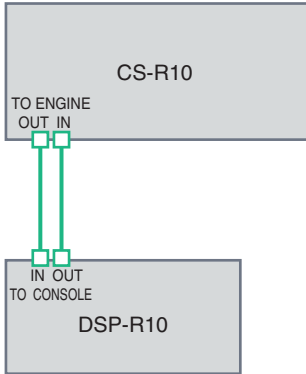 CS-R10
TO ENGINE
OUT IN
IN OUT
TO CONSOLE
DSP-R10